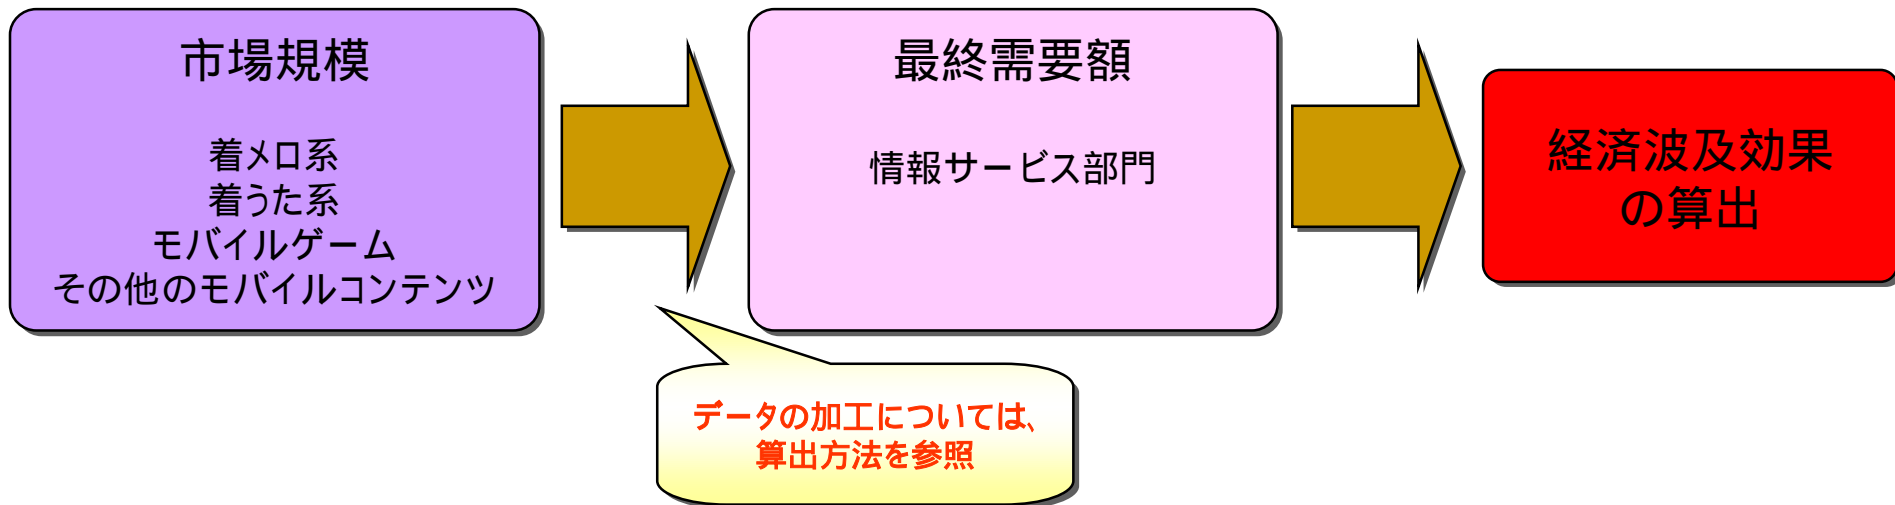 市場規模
着メロ系
着うた系
モバイルゲーム
その他のモバイルコンテンツ
最終需要額
情報サービス部門
経済波及効果
の算出
データの加工については、
算出方法を参照